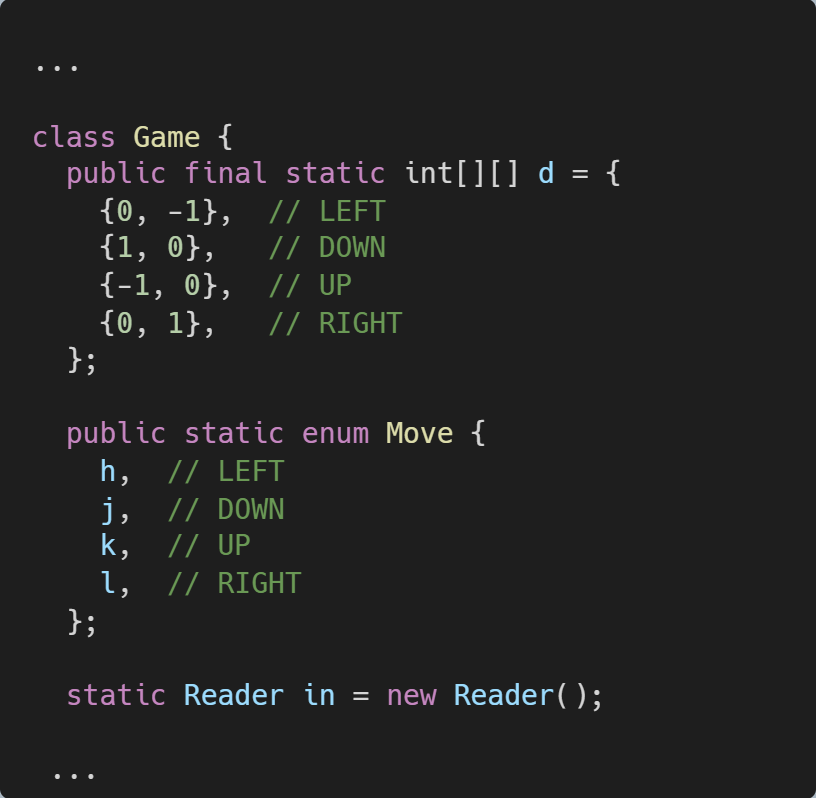 ...
class Game {
  public final static int[][] d = {
    {0, -1},  // LEFT
    {1, 0},   // DOWN
    {-1, 0},  // UP
    {0, 1},   // RIGHT
  };
  public static enum Move {
    h,  // LEFT
    j,  // DOWN
    k,  // UP
    l,  // RIGHT
  };
  static Reader in = new Reader();
 ...